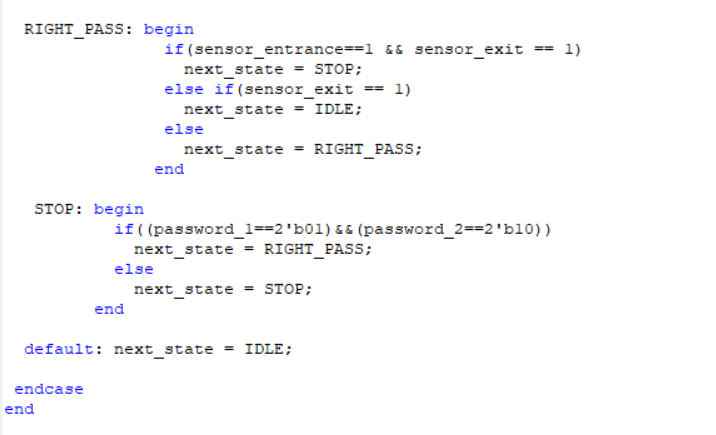 RIGHT_PASS: begin
if(sensor_entrance==1 && sensor_exit == 1)
next_state = STOP;
else if(sensor_exit == 1)
next_state = IDLE;
else
next_state = RIGHT_PASS;
end
STOP: begin
if((password_1==2'b01)&&(password_2==2'b10))
next_state = RIGHT_PASS;
else
next_state = STOP;
end
default: next_state = IDLE;
endcase
end